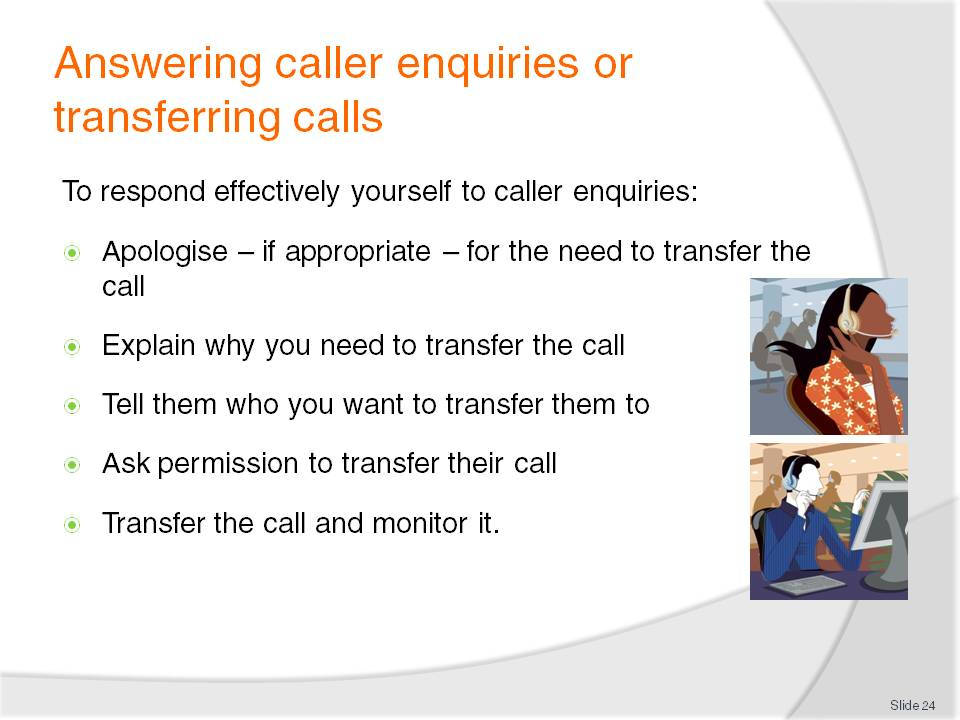 Answering caller enquiries or
transferring calls
To respond effectively yourself to caller enquiries:
Apologise – if appropriate – for the need to transfer the
call
Explain why you need to transfer the call
Tell them who you want to transfer them to
Ask permission to transfer their call
Transfer the call and monitor it.
Slide 24